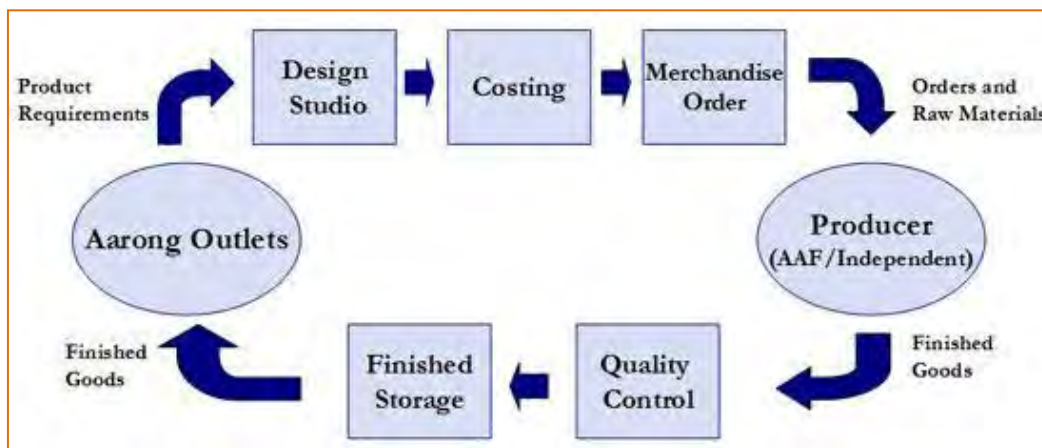 Product
Requirements
Design
Studio
Costing
Merchandise
Order
Orders and
Raw Materials
Aarong Outlets
Producer
(AAF/Independent)
Finished
Goods
Finished
Storage
Quality
Control
Finished
Goods